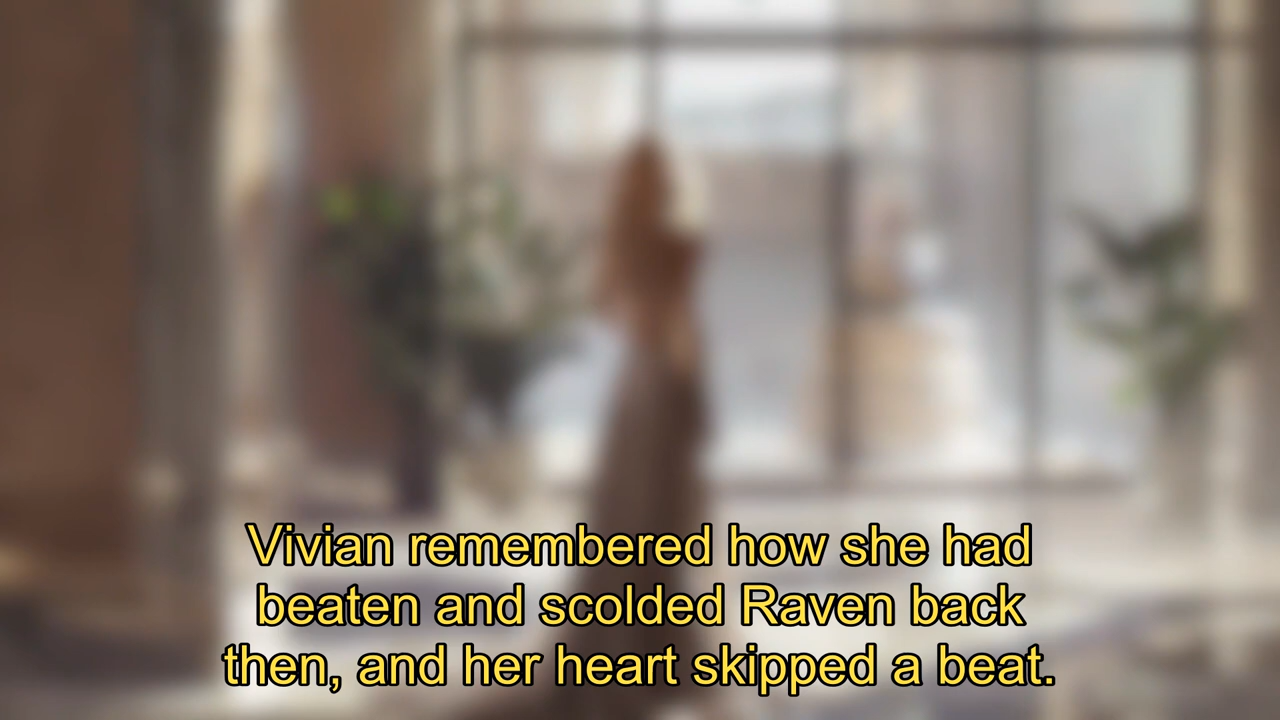 Vivian remembered how she had
beaten and scolded Raven back
then, and her heart skipped a beat.